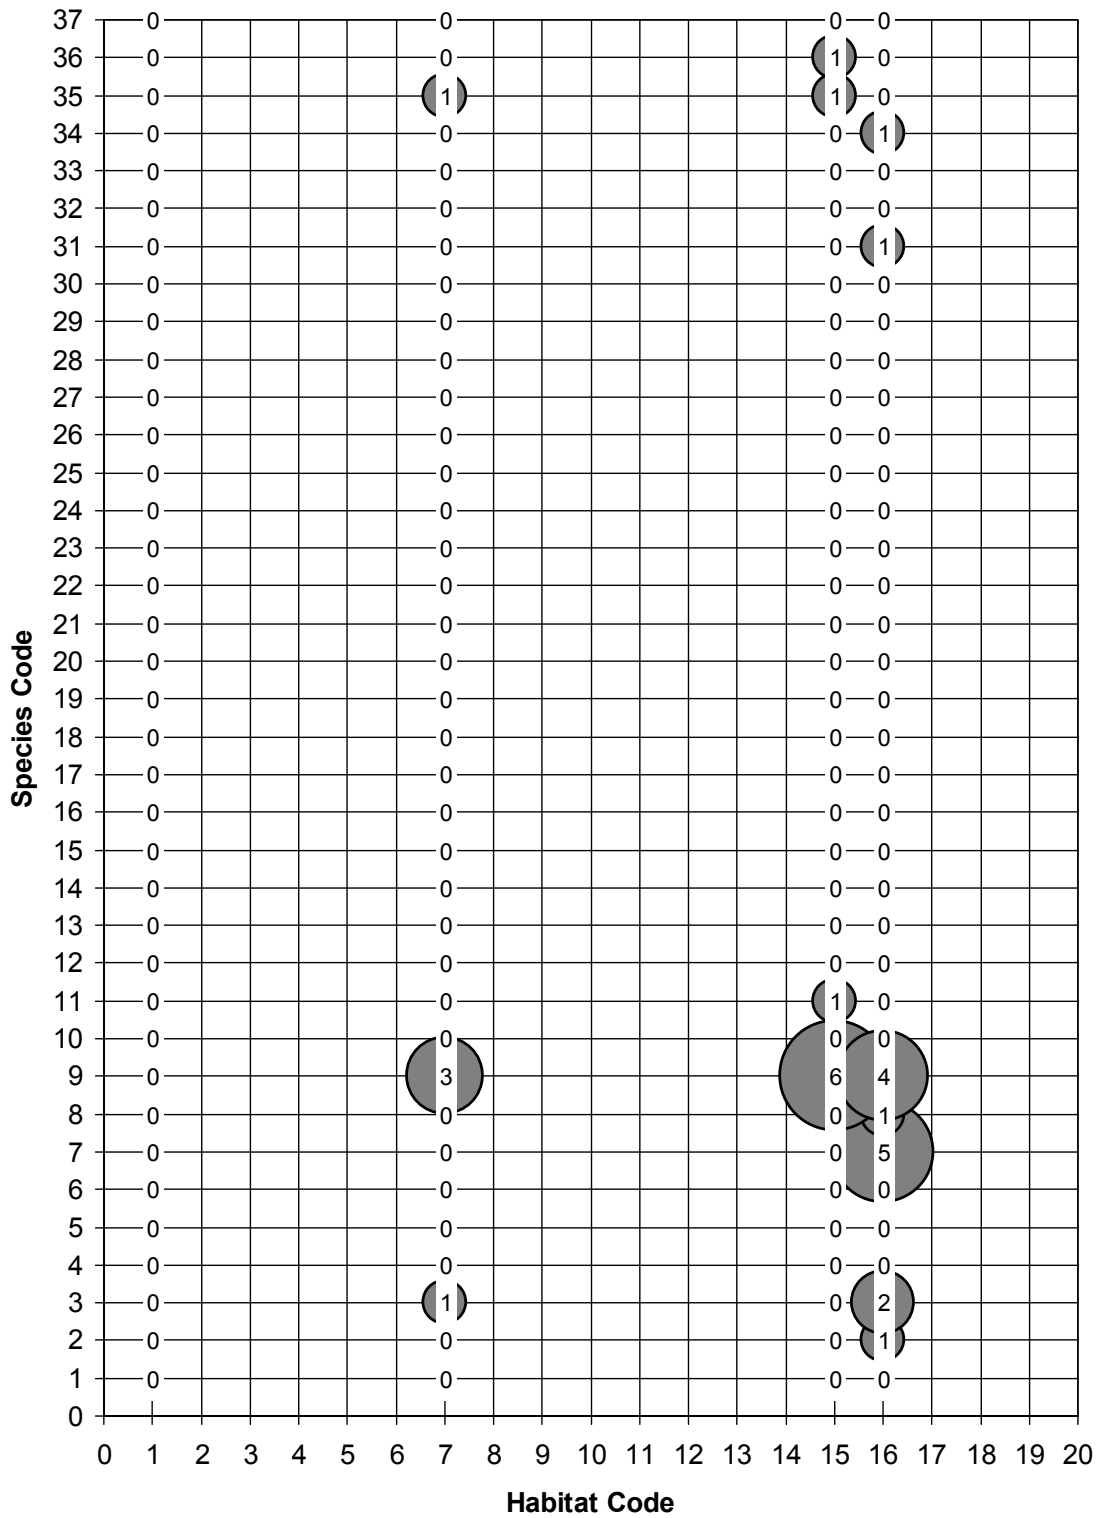 37 0 0 0 0
36 0 0 1 0
35 0 1 1 0
34 0 0 0 1
33 0 0 0 0
32 0 0 0 0
31 0 0 0 1
30 0 0 0 0
29 0 0 0 0
28 0 0 0 0
27 0 0 0 0
26 0 0 0 0
25 0 0 0 0
24 0 0 0 0
23 0 0 0 0
22 0 0 0 0
21 0 0 0 0
20 0 0 0 0
19 0 0 0 0
18 0 0 0 0
17 0 0 0 0
16 0 0 0 0
15 0 0 0 0
14 0 0 0 0
13 0 0 0 0
12 0 0 0 0
11 0 0 1 0
10 0 0 0 0
9 0 3 6 4
8 0 0 0 1
7 0 0 0 5
6 0 0 0 0
5 0 0 0 0
4 0 0 0 0
3 0 1 0 2
2 0 0 0 1
1 0 0 0 0
0
Species Code
0 1 2 3 4 5 6 7 8 9 10 11 12 13 14 15 16 17 18 19 20
Habitat Code